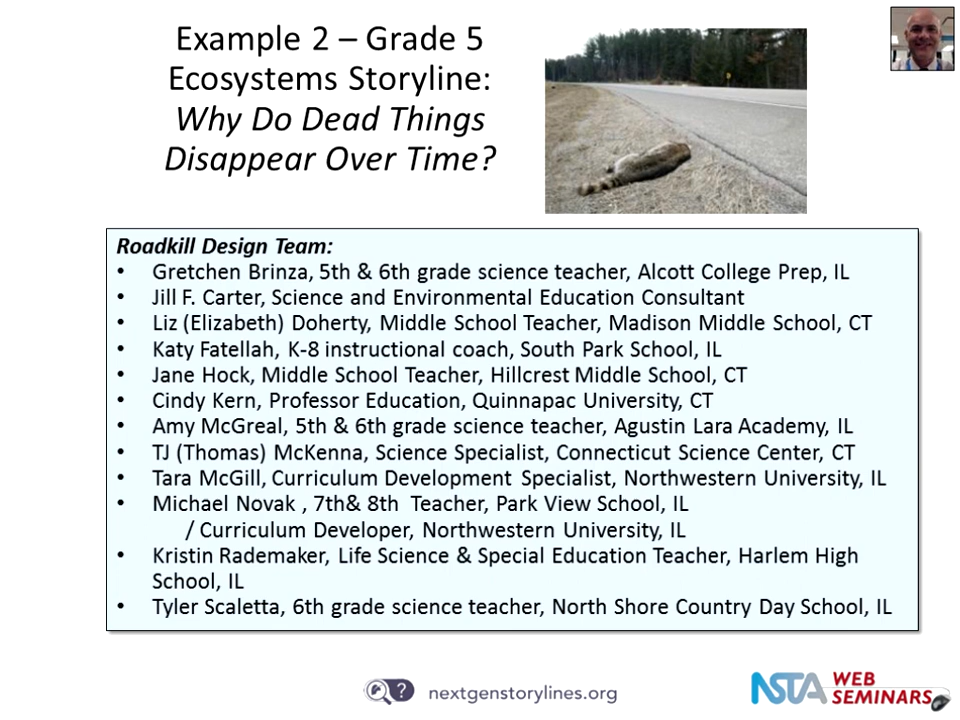 Example 2 – Grade 5
Ecosystems Storyline:
Why Do Dead Things
Disappear Over Time?
Roadkill Design Team:
• Gretchen Brinza, 5th & 6th grade science teacher, Alcott College Prep, IL
• Jill F. Carter, Science and Environmental Education Consultant
• Liz (Elizabeth) Doherty, Middle School Teacher, Madison Middle School, CT
• Katy Fatellah, K-8 instructional coach, South Park School, IL
• Jane Hock, Middle School Teacher, Hillcrest Middle School, CT
• Cindy Kern, Professor Education, Quinnapac University, CT
• Amy McGreal, 5th & 6th grade science teacher, Agustin Lara Academy, IL
• TJ (Thomas) McKenna, Science Specialist, Connecticut Science Center, CT
• Tara McGill, Curriculum Development Specialist, Northwestern University, IL
• Michael Novak , 7th& 8th Teacher, Park View School, IL
/ Curriculum Developer, Northwestern University, IL
• Kristin Rademaker, Life Science & Special Education Teacher, Harlem High
School, IL
• Tyler Scaletta, 6th grade science teacher, North Shore Country Day School, IL
? nextgenstorylines.org
NSTA WEB
SEMINARS